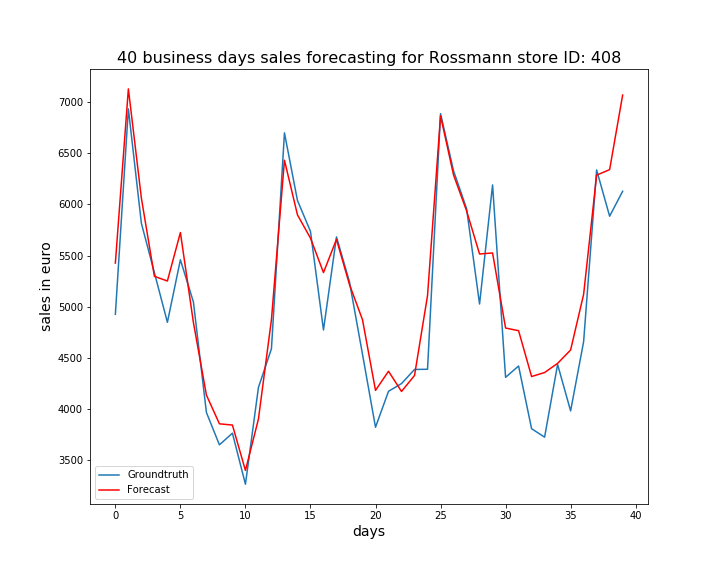 40 business days sales forecasting for Rossmann store ID: 408
sales in euro
7000
6500
6000
5500
5000
4500
4000
3500
Groundtruth
Forecast
0 5 10 15 20 25 30 35 40
days